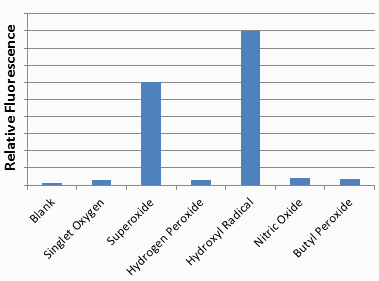 Relative Fluorescence
Blank
Singlet Oxygen
Superoxide
Hydrogen Peroxide
Hydroxyl Radical
Nitric Oxide
Butyl Peroxide